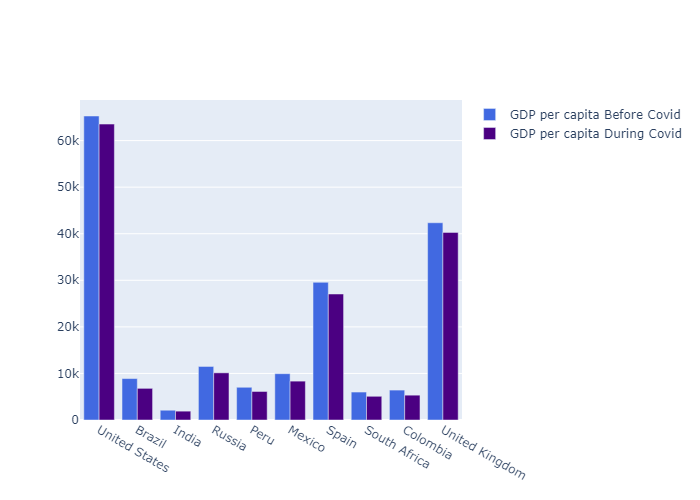 GDP per capita Before Covid
GDP per capita During Covid
60k
50k
40k
30k
20k
10k
0
United States
Brazil
India
Russia
Peru
Mexico
Spain
South Africa
Colombia
United Kingdom